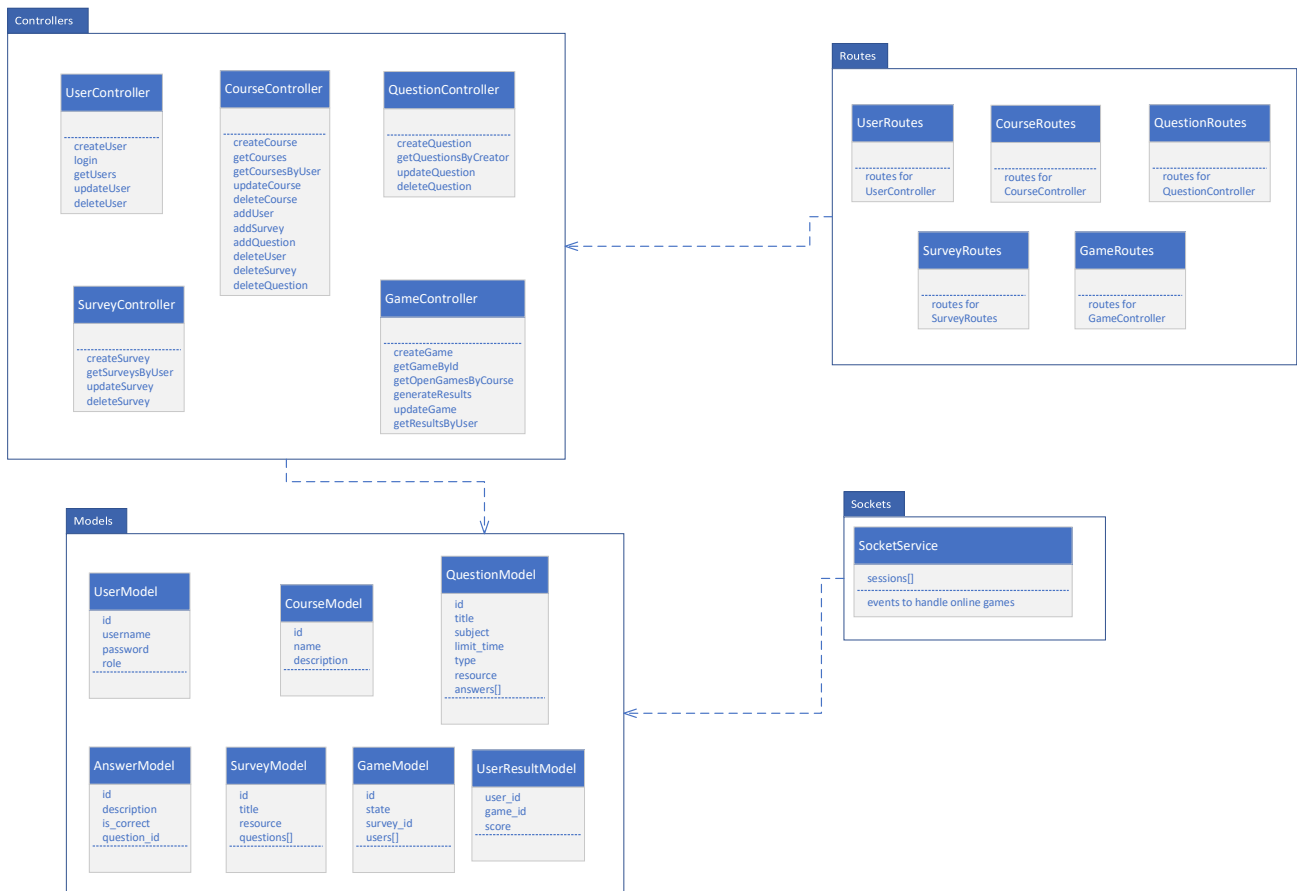 Controllers
UserController
createUser
login
getUsers
updateUser
deleteUser
CourseController
createCourse
getCourses
getCoursesByUser
updateCourse
deleteCourse
addUser
addSurvey
addQuestion
deleteUser
deleteSurvey
deleteQuestion
QuestionController
createQuestion
getQuestionsByCreator
updateQuestion
deleteQuestion
SurveyController
createSurvey
getSurveysByUser
updateSurvey
deleteSurvey
GameController
createGame
getGameById
getOpenGamesByCourse
generateResults
updateGame
getResultsByUser
Routes
UserRoutes
routes for
UserController
CourseRoutes
routes for
CourseController
QuestionRoutes
routes for
QuestionController
SurveyRoutes
routes for
SurveyRoutes
GameRoutes
routes for
GameController
Models
UserModel
id
username
password
role
CourseModel
id
name
description
QuestionModel
id
title
subject
limit_time
type
resource
answers[]
AnswerModel
id
description
is_correct
question_id
SurveyModel
id
title
resource
questions[]
GameModel
id
state
survey_id
users[]
UserResultModel
user_id
game_id
score
Sockets
SocketService
sessions[]
events to handle online games